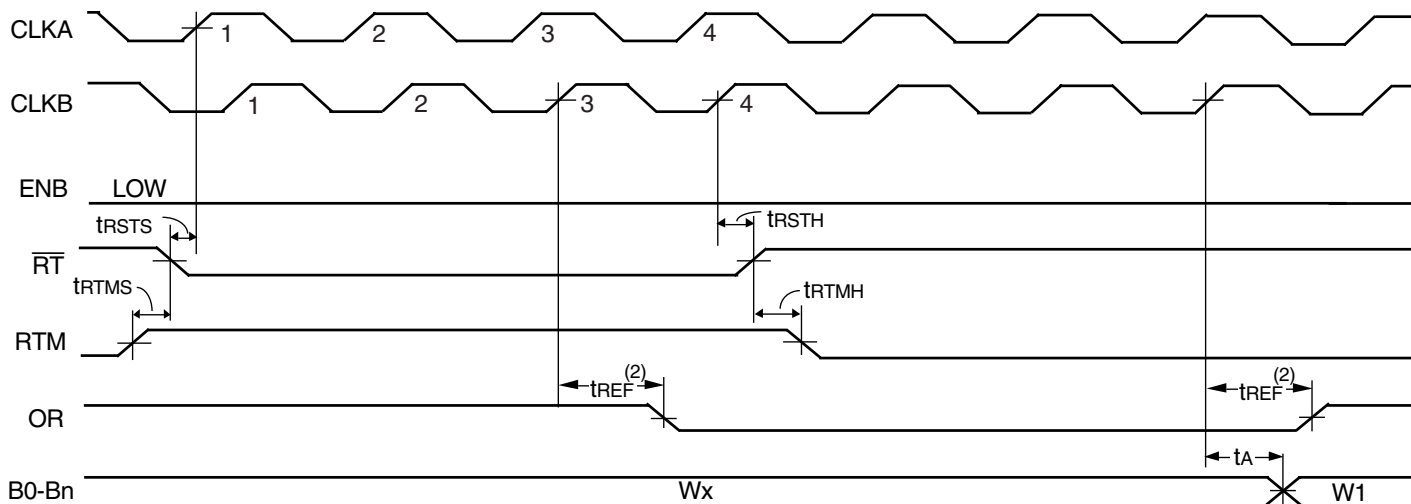 CLKA 1 2 3 4
CLKB 1 2 3 4
ENB LOW
tRSTS tRSTH
RT
tRTMS tRTMH
RTM
tREF(2) tREF(2)
OR
tA
B0-Bn Wx W1